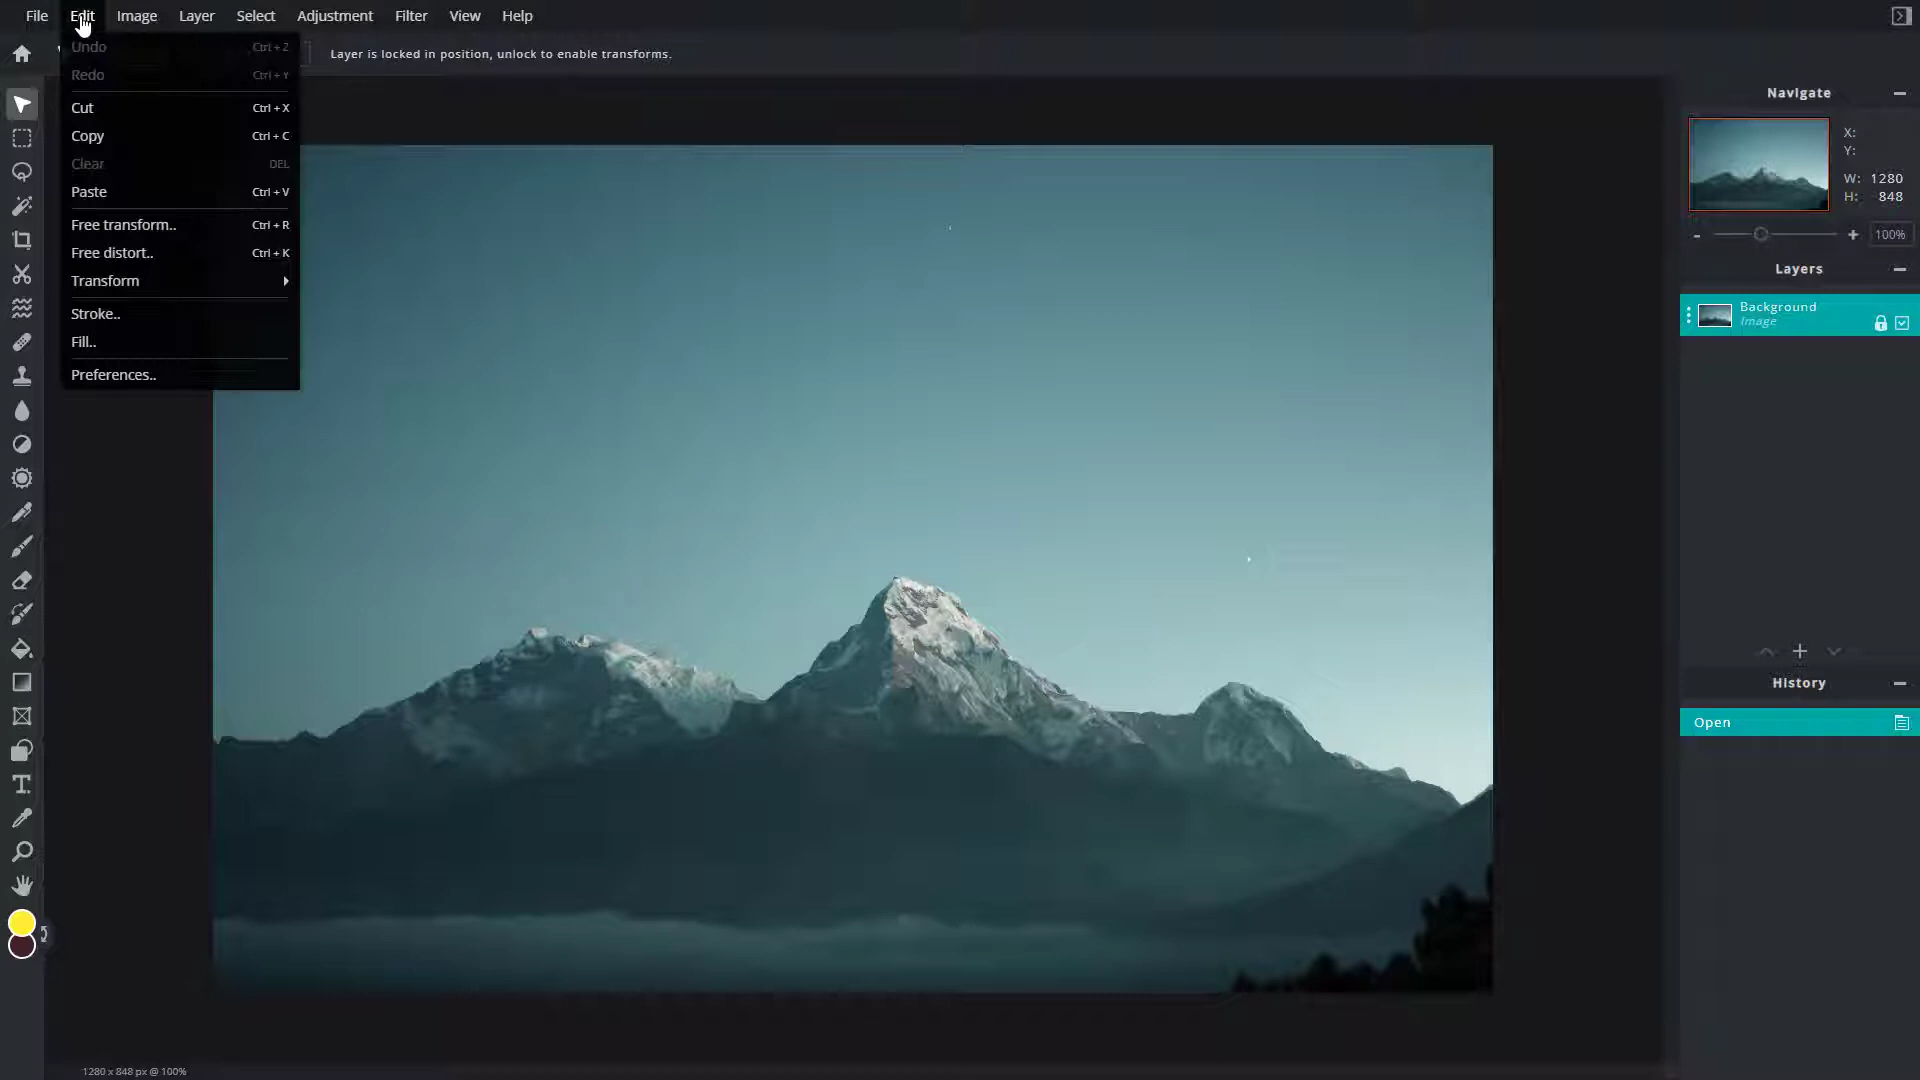 File Edit Image Layer Select Adjustment Filter View Help
Layer is locked in position, unlock to enable transforms.
Undo Ctrl + Z
Redo Ctrl + Y
Cut Ctrl + X
Copy Ctrl + C
Clear DEL
Paste Ctrl + V
Free transform.. Ctrl + R
Free distort.. Ctrl + K
Transform
Stroke..
Fill..
Preferences..
Navigate
X:
Y:
W: 1280
H: 848
- + 100%
Layers
Background
Image
History
Open
1280 x 848 px @ 100%